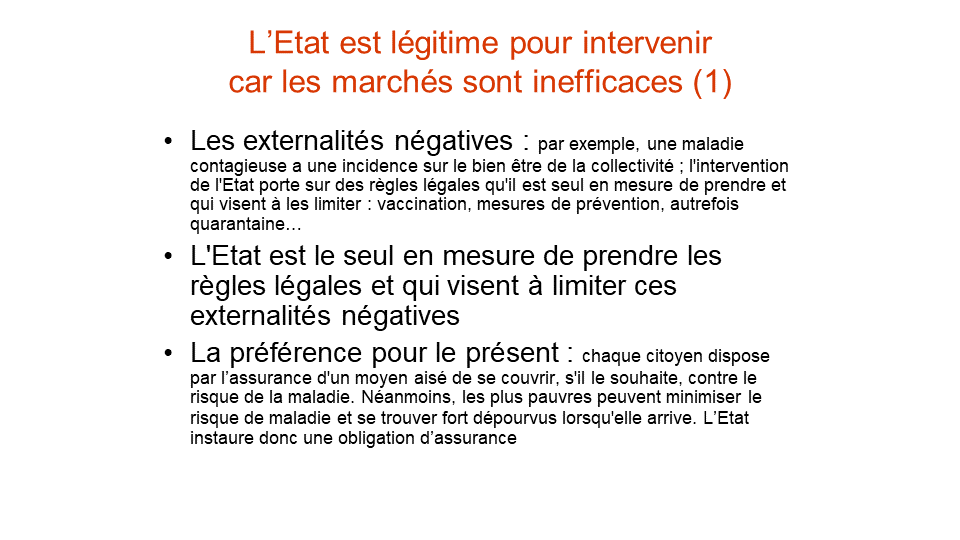 L’Etat est légitime pour intervenir
car les marchés sont inefficaces (1)
• Les externalités négatives : par exemple, une maladie
contagieuse a une incidence sur le bien être de la collectivité ; l'intervention
de l'Etat porte sur des règles légales qu'il est seul en mesure de prendre et
qui visent à les limiter : vaccination, mesures de prévention, autrefois
quarantaine…
• L'Etat est le seul en mesure de prendre les
règles légales et qui visent à limiter ces
externalités négatives
• La préférence pour le présent : chaque citoyen dispose
par l’assurance d'un moyen aisé de se couvrir, s'il le souhaite, contre le
risque de la maladie. Néanmoins, les plus pauvres peuvent minimiser le
risque de maladie et se trouver fort dépourvus lorsqu'elle arrive. L’Etat
instaure donc une obligation d’assurance